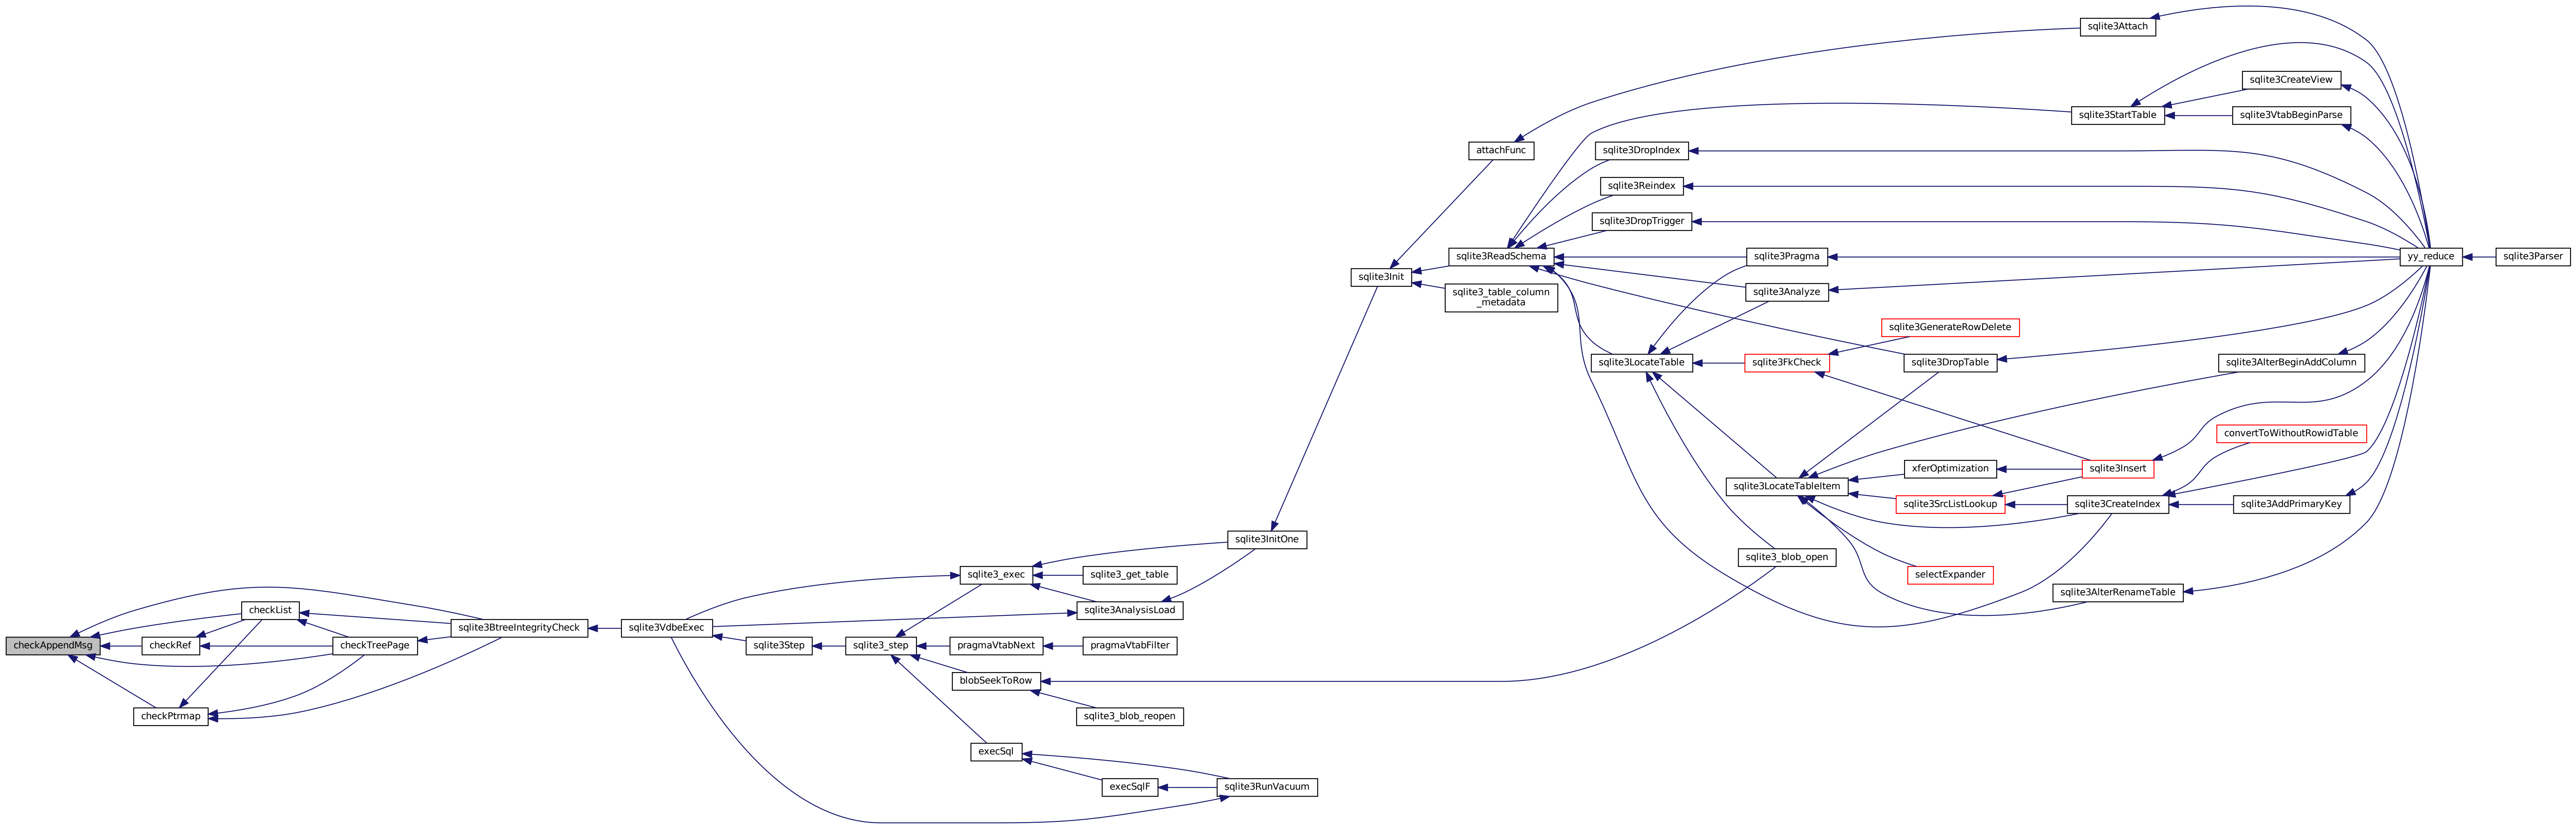 sqlite3Attach
sqlite3CreateView
sqlite3StartTable
sqlite3VtabBeginParse
attachFunc
sqlite3DropIndex
sqlite3Reindex
sqlite3DropTrigger
sqlite3ReadSchema
sqlite3Pragma
yy_reduce
sqlite3Parser
sqlite3Init
sqlite3_table_column
_metadata
sqlite3Analyze
sqlite3GenerateRowDelete
sqlite3LocateTable
sqlite3FkCheck
sqlite3DropTable
sqlite3AlterBeginAddColumn
convertToWithoutRowidTable
xferOptimization
sqlite3Insert
sqlite3LocateTableItem
sqlite3SrcListLookup
sqlite3CreateIndex
sqlite3AddPrimaryKey
sqlite3InitOne
sqlite3_blob_open
sqlite3_exec
sqlite3_get_table
selectExpander
sqlite3AlterRenameTable
checkList
sqlite3AnalysisLoad
sqlite3BtreeIntegrityCheck
sqlite3VdbeExec
checkAppendMsg
checkRef
checkTreePage
sqlite3Step
sqlite3_step
pragmaVtabNext
pragmaVtabFilter
blobSeekToRow
checkPtrmap
sqlite3_blob_reopen
execSql
execSqlF
sqlite3RunVacuum